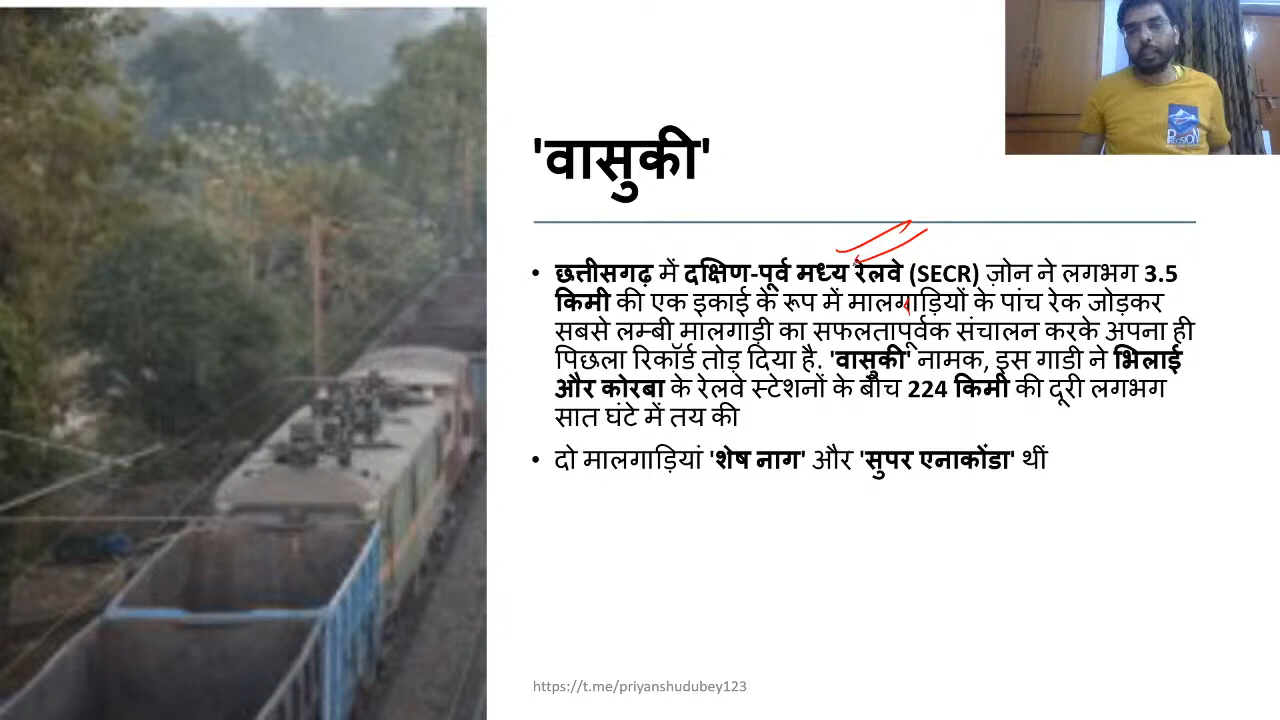 'वासुकी'
• छत्तीसगढ़ में दक्षिण-पूर्व मध्य रेलवे (SECR) ज़ोन ने लगभग 3.5
किमी की एक इकाई के रूप में मालगाड़ियों के पांच रेक जोड़कर
सबसे लम्बी मालगाड़ी का सफलतापूर्वक संचालन करके अपना ही
पिछला रिकॉर्ड तोड़ दिया है. 'वासुकी' नामक, इस गाडी ने भिलाई
और कोरबा के रेलवे स्टेशनों के बीच 224 किमी की दूरी लगभग
सात घंटे में तय की
• दो मालगाड़ियां 'शेष नाग' और 'सुपर एनाकोंडा' थीं
https://t.me/priyanshudubey123